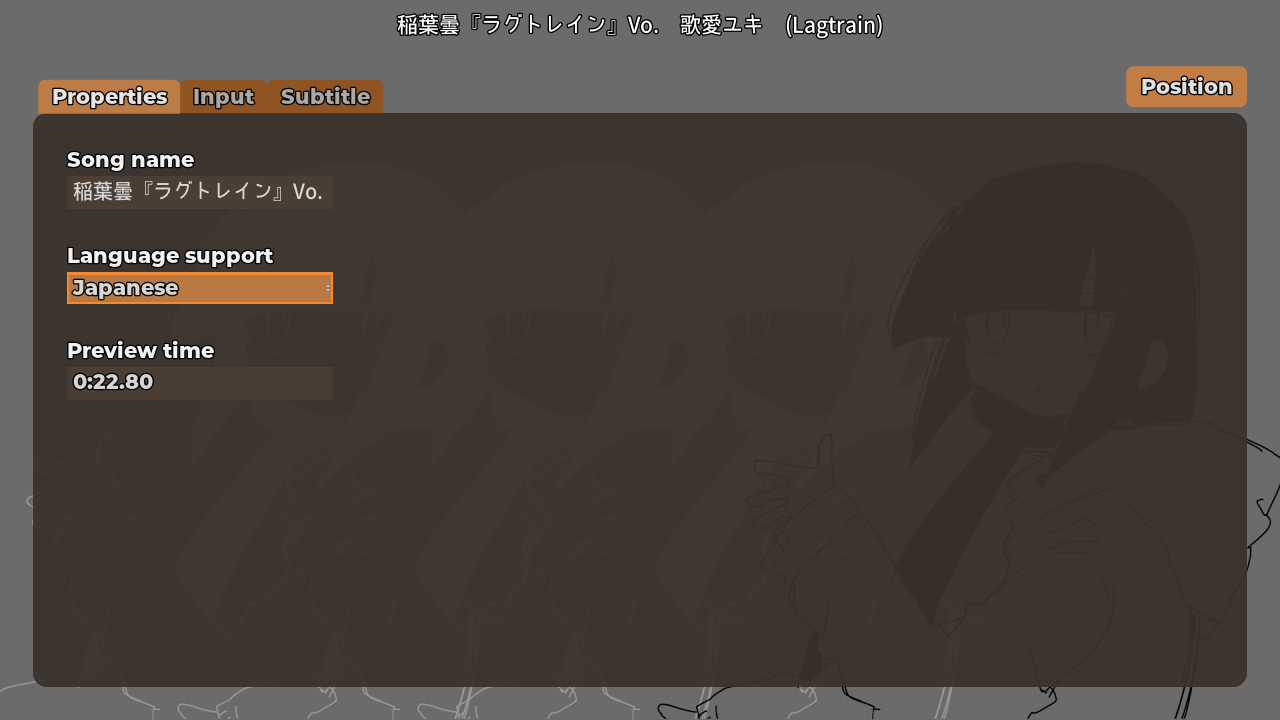 稲葉曇『ラグトレイン』Vo. 歌愛ユキ (Lagtrain)
Properties Input Subtitle Position
Song name
稲葉曇『ラグトレイン』Vo.
Language support
Japanese
Preview time
0:22.80